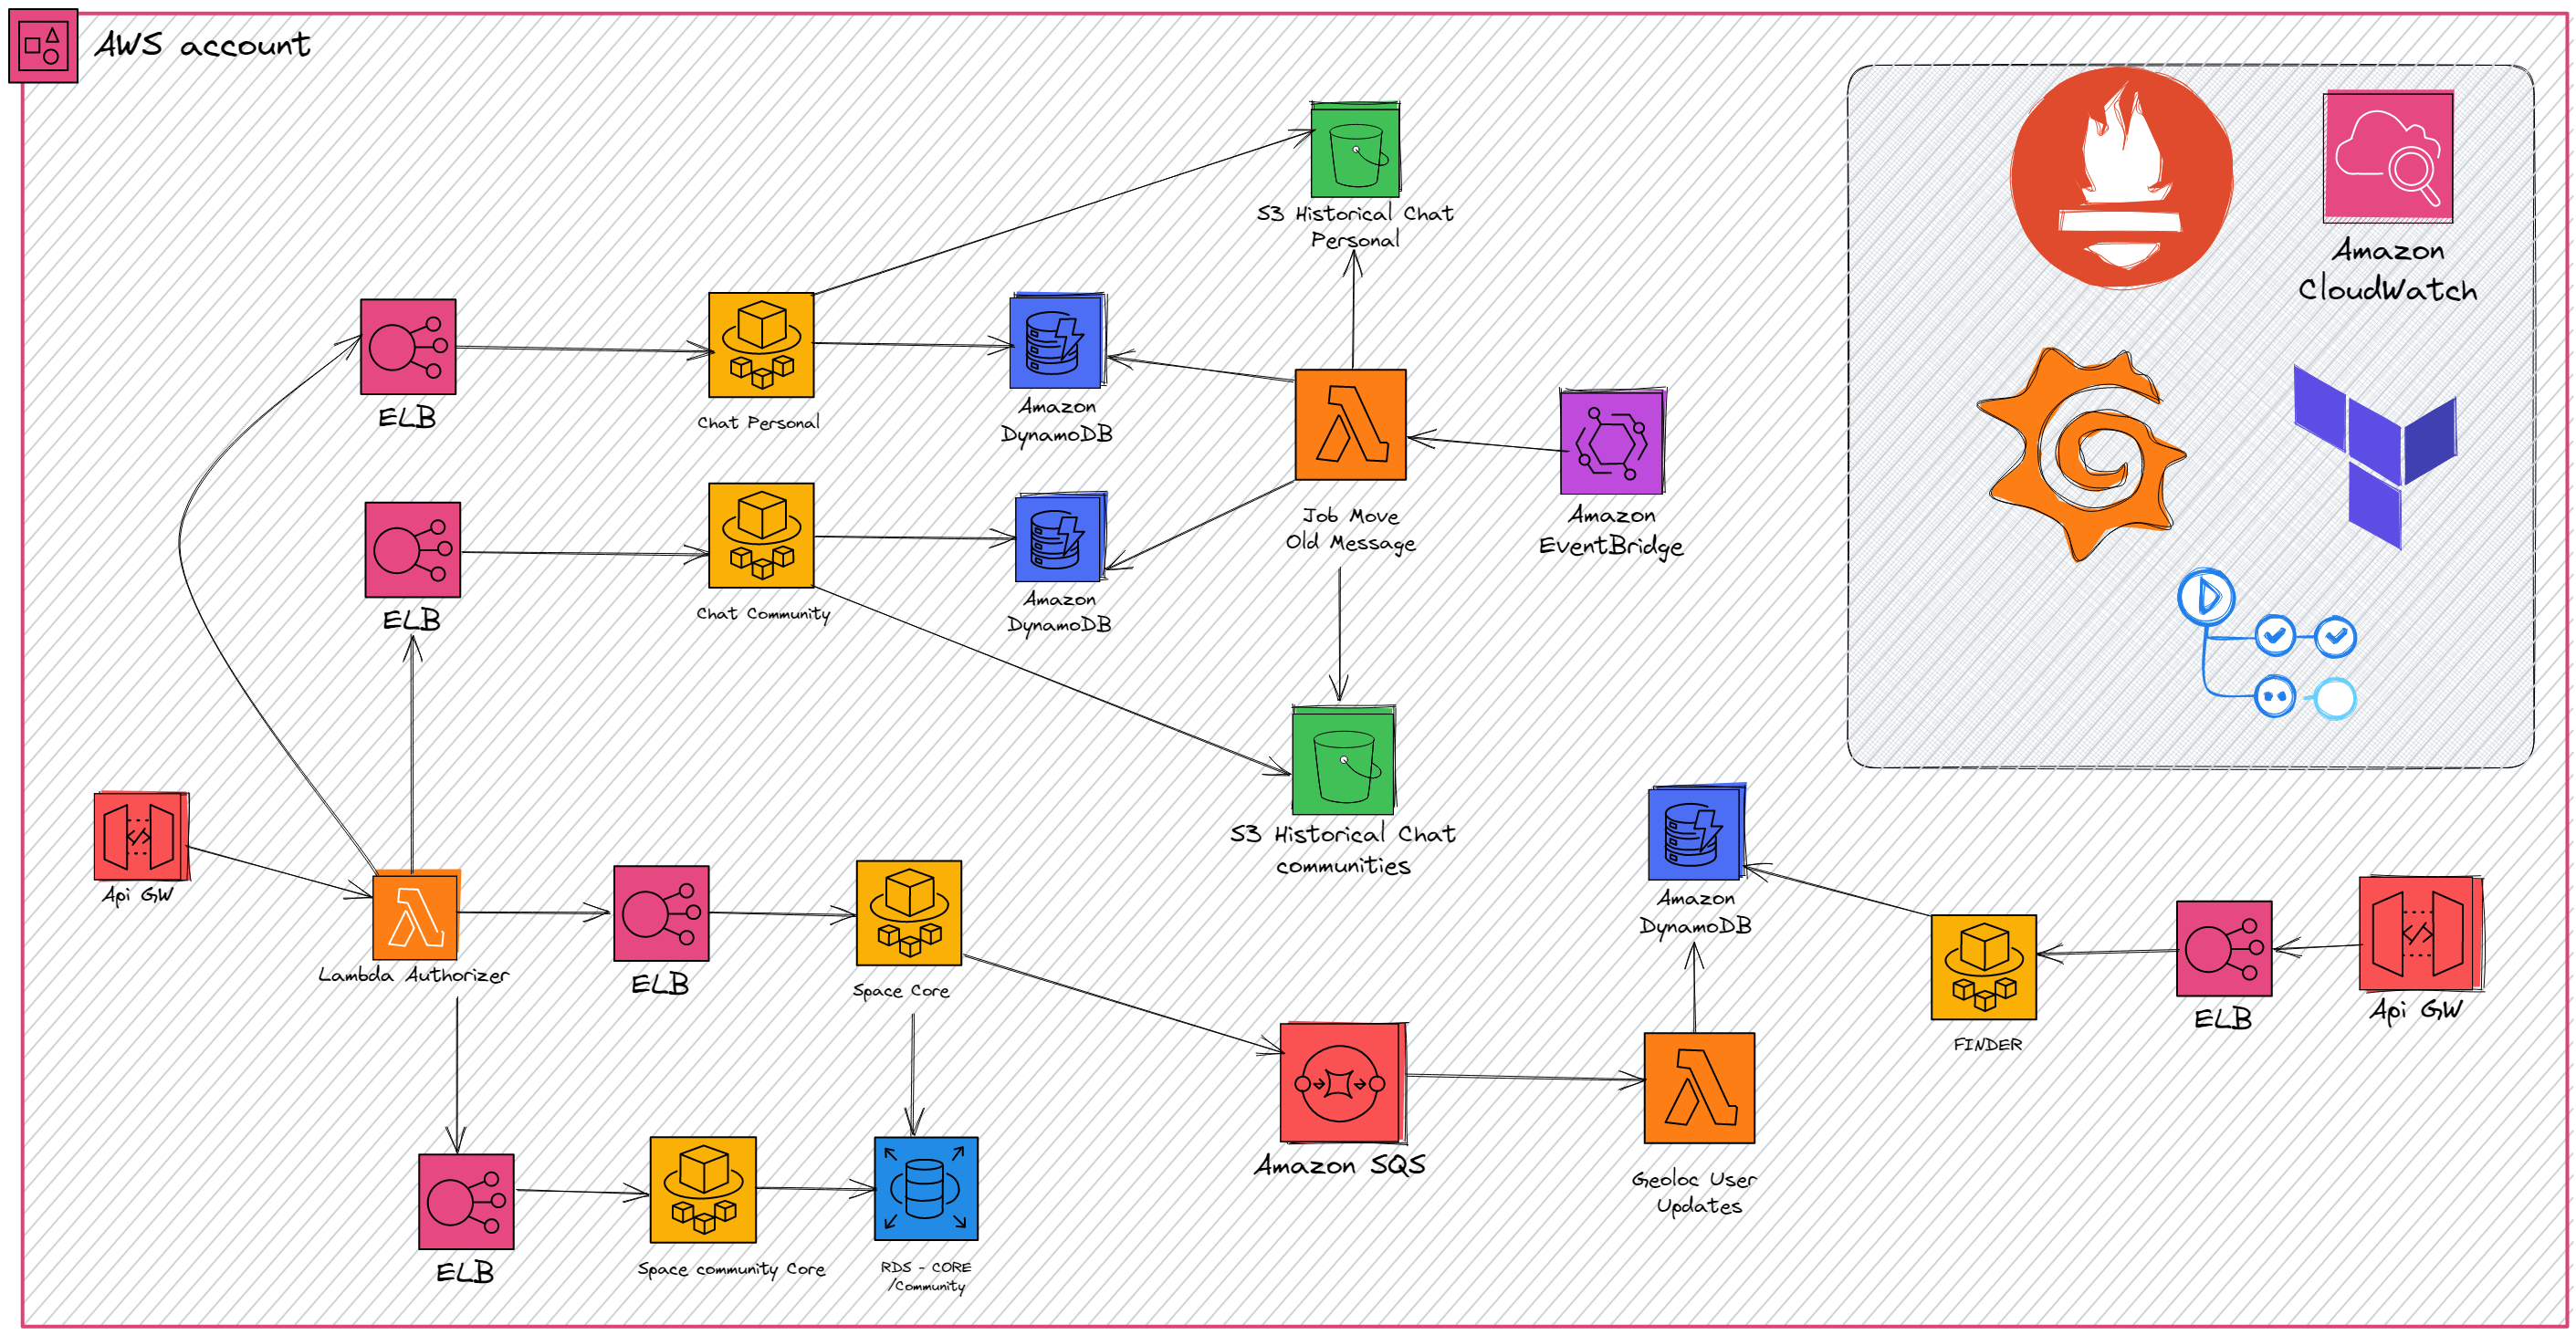 AWS account
S3 Historical Chat
Personal
Amazon
CloudWatch
ELB
Chat Personal
Amazon
DynamoDB
Job Move
Old Message
Amazon
EventBridge
ELB
Chat Community
Amazon
DynamoDB
S3 Historical Chat
communities
Api GW
Lambda Authorizer
ELB
Space Core
Amazon
DynamoDB
FINDER
ELB
Api GW
Amazon SQS
Geoloc User
Updates
ELB
Space community Core
RDS - CORE
/Community